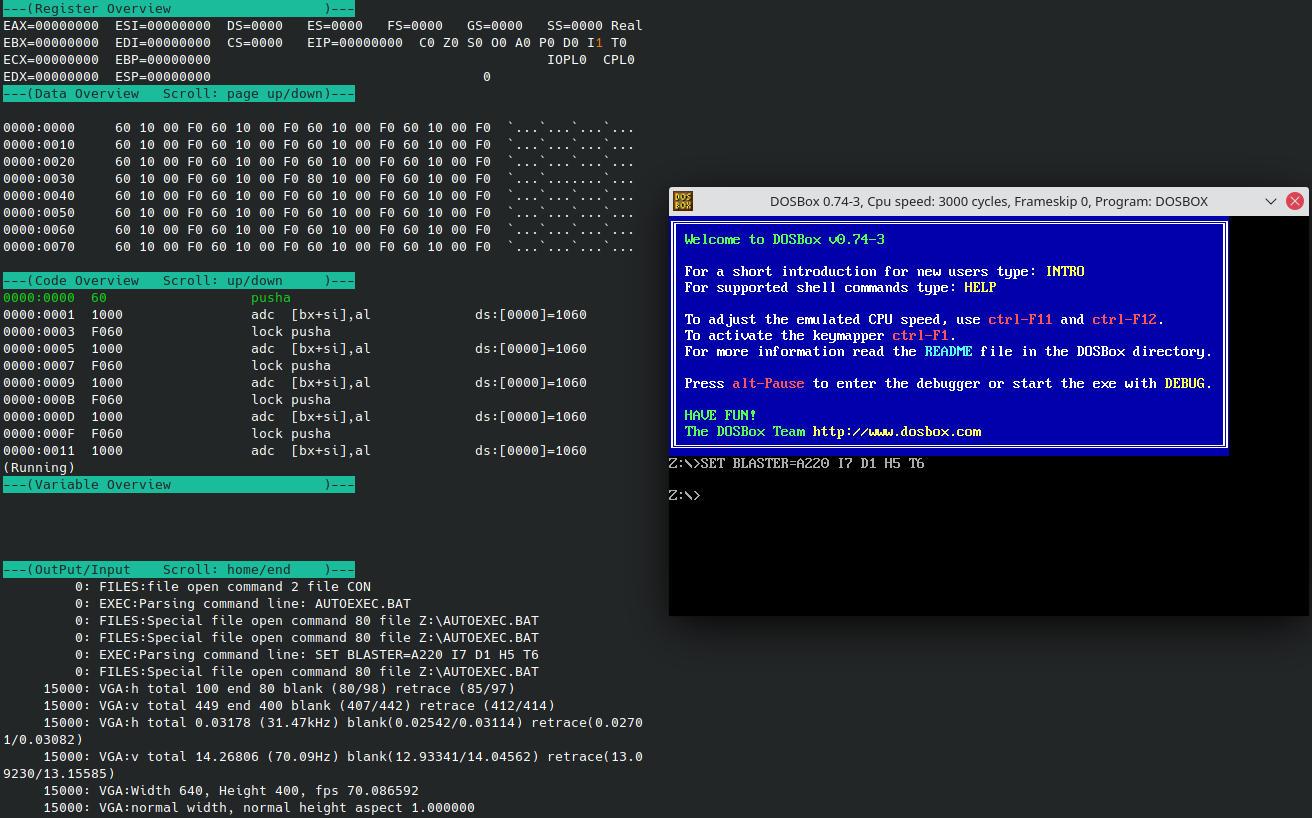 ---(Register Overview                   )---
EAX=00000000  ESI=00000000  DS=0000   ES=0000   FS=0000   GS=0000   SS=0000 Real
EBX=00000000  EDI=00000000  CS=0000   EIP=00000000  C0 Z0 S0 O0 A0 P0 D0 I1 T0
ECX=00000000  EBP=00000000                                          IOPL0  CPL0
EDX=00000000  ESP=00000000                                  0
---(Data Overview   Scroll: page up/down)---
0000:0000     60 10 00 F0 60 10 00 F0 60 10 00 F0 60 10 00 F0  `...`...`...`...
0000:0010     60 10 00 F0 60 10 00 F0 60 10 00 F0 60 10 00 F0  `...`...`...`...
0000:0020     60 10 00 F0 60 10 00 F0 60 10 00 F0 60 10 00 F0  `...`...`...`...
0000:0030     60 10 00 F0 60 10 00 F0 80 10 00 F0 60 10 00 F0  `...`.......`...
0000:0040     60 10 00 F0 60 10 00 F0 60 10 00 F0 60 10 00 F0  `...`...`...`...
0000:0050     60 10 00 F0 60 10 00 F0 60 10 00 F0 60 10 00 F0  `...`...`...`...
0000:0060     60 10 00 F0 60 10 00 F0 60 10 00 F0 60 10 00 F0  `...`...`...`...
0000:0070     60 10 00 F0 60 10 00 F0 60 10 00 F0 60 10 00 F0  `...`...`...`...
---(Code Overview   Scroll: up/down     )---
0000:0000  60                  pusha
0000:0001  1000                adc  [bx+si],al             ds:[0000]=1060
0000:0003  F060                lock pusha
0000:0005  1000                adc  [bx+si],al             ds:[0000]=1060
0000:0007  F060                lock pusha
0000:0009  1000                adc  [bx+si],al             ds:[0000]=1060
0000:000B  F060                lock pusha
0000:000D  1000                adc  [bx+si],al             ds:[0000]=1060
0000:000F  F060                lock pusha
0000:0011  1000                adc  [bx+si],al             ds:[0000]=1060
(Running)
---(Variable Overview                   )---
---(OutPut/Input    Scroll: home/end    )---
         0: FILES:file open command 2 file CON
         0: EXEC:Parsing command line: AUTOEXEC.BAT
         0: FILES:Special file open command 80 file Z:\AUTOEXEC.BAT
         0: FILES:Special file open command 80 file Z:\AUTOEXEC.BAT
         0: EXEC:Parsing command line: SET BLASTER=A220 I7 D1 H5 T6
         0: FILES:Special file open command 80 file Z:\AUTOEXEC.BAT
     15000: VGA:h total 100 end 80 blank (80/98) retrace (85/97)
     15000: VGA:v total 449 end 400 blank (407/442) retrace (412/414)
     15000: VGA:h total 0.03178 (31.47kHz) blank(0.02542/0.03114) retrace(0.0270
1/0.03082)
     15000: VGA:v total 14.26806 (70.09Hz) blank(12.93341/14.04562) retrace(13.0
9230/13.15585)
     15000: VGA:Width 640, Height 400, fps 70.086592
     15000: VGA:normal width, normal height aspect 1.000000
DOS
BOX
DOSBox 0.74-3, Cpu speed: 3000 cycles, Frameskip 0, Program: DOSBOX
Welcome to DOSBox v0.74-3
For a short introduction for new users type: INTRO
For supported shell commands type: HELP
To adjust the emulated CPU speed, use ctrl-F11 and ctrl-F12.
To activate the keymapper ctrl-F1.
For more information read the README file in the DOSBox directory.
Press alt-Pause to enter the debugger or start the exe with DEBUG.
HAVE FUN!
The DOSBox Team http://www.dosbox.com
Z:\>SET BLASTER=A220 I7 D1 H5 T6
Z:\>